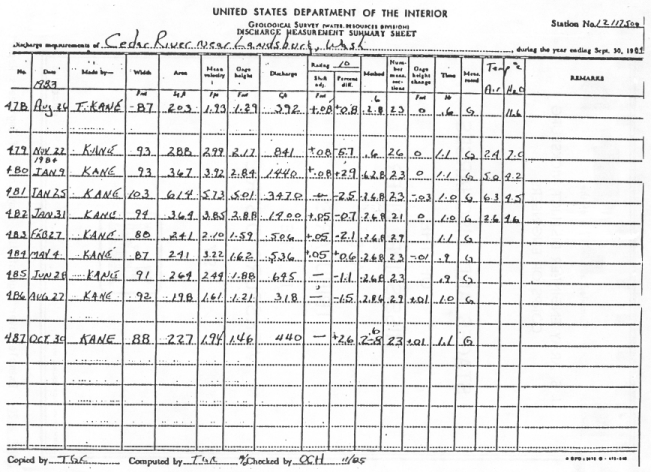 UNITED STATES DEPARTMENT OF THE INTERIOR
GEOLOGICAL SURVEY (WATER RESOURCES DIVISION)
Station No. 12117500
DISCHARGE MEASUREMENT SUMMARY SHEET
Discharge measurements of Cedar River near Landsburg, Wash , during the year ending Sept. 30, 198
No. Date Made by— Width Area Mean velocity Gage height Discharge Rating 10 Shift adj. Percent diff. Method Number meas. sections Gage height change Time Meas. rated Temp °C Air H2O REMARKS
1983 Feet Sq. ft Fps Feet Cfs Feet Feet Hr
478 Aug 26 T. KANE 87 203 1.93 1.29 392 +.08 +0.8 .6 .2.8 23 0 .6 G 11.6
479 NOV 22 KANE 93 288 2.99 2.17 841 +.08 -5.7 .6 26 0 1.1 G 2.9 7.0
1984
480 JAN 9 KANE 93 367 3.92 2.84 1440 +.08 +2.9 .6.2.8 23 0 1.1 G 5.0 4.2
481 JAN 25 KANE 103 614 5.73 5.01 3470 -2.5 .2.6.8 23 -.03 1.0 G 6.3 4.5
482 JAN 31 KANE 94 364 3.85 2.88 1400 +.05 -0.7 .2.6.8 21 0 1.0 G 2.6 4.6
483 FEB 27 KANE 88 241 2.10 1.59 506 +.05 -2.1 .2.6.8 29 1.1 G
484 MAY 4 KANE 87 241 3.22 1.62 536 +.05 +0.6 .2.6.8 23 -.01 .9 G
485 JUN 28 KANE 91 264 2.44 1.88 645 — -1.1 .2.6.8 23 .9 G
486 AUG 27 KANE 92 198 1.61 1.21 318 — -1.5 .2.8.6 29 +.01 1.0 G
487 OCT 30 KANE 88 227 1.94 1.46 440 — +2.6 .6 .2-.8 23 +.01 1.1 G
Copied by TGE Computed by TGR Checked by OCH 11/85